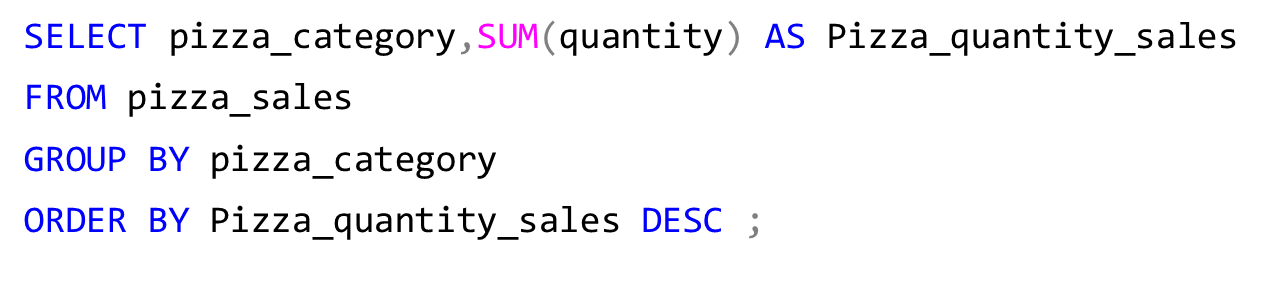 SELECT pizza_category,SUM(quantity) AS Pizza_quantity_sales
FROM pizza_sales
GROUP BY pizza_category
ORDER BY Pizza_quantity_sales DESC ;